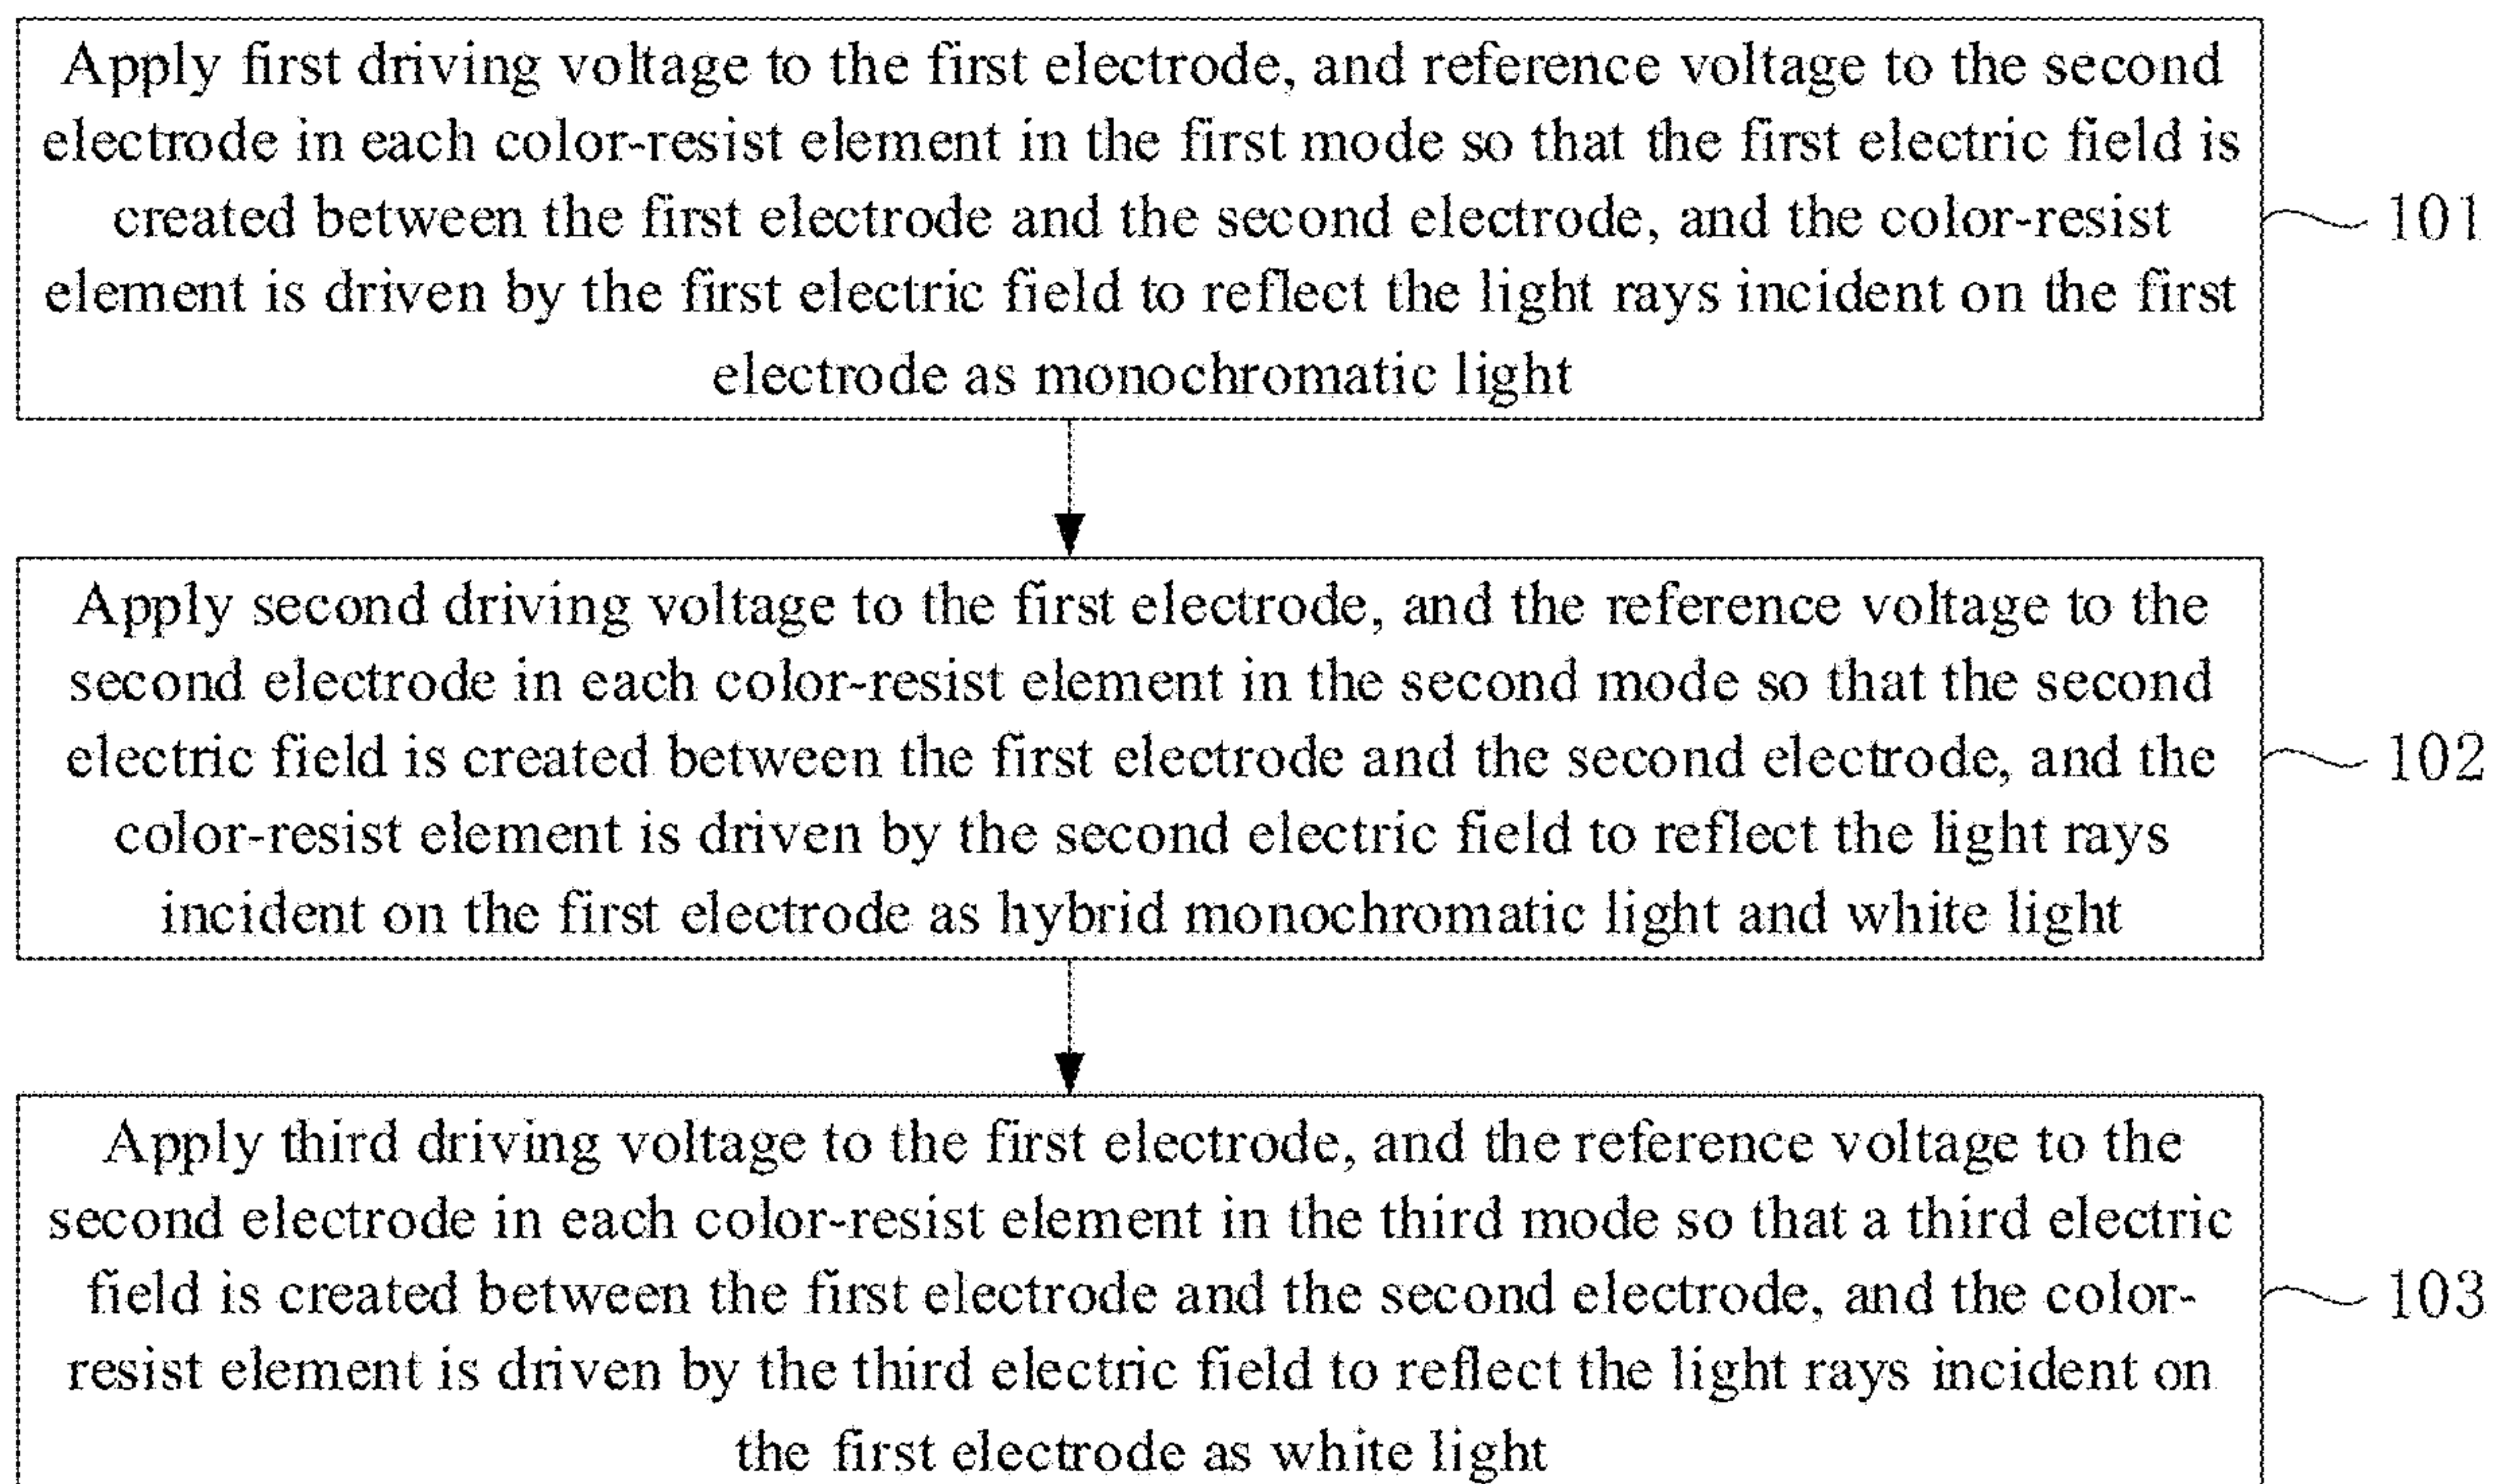 Apply first driving voltage to the first electrode, and reference voltage to the second
electrode in each color-resist element in the first mode so that the first electric field is
created between the first electrode and the second electrode, and the color-resist
element is driven by the first electric field to reflect the light rays incident on the first
electrode as monochromatic light
101
Apply second driving voltage to the first electrode, and the reference voltage to the
second electrode in each color-resist element in the second mode so that the second
electric field is created between the first electrode and the second electrode, and the
color-resist element is driven by the second electric field to reflect the light rays
incident on the first electrode as hybrid monochromatic light and white light
102
Apply third driving voltage to the first electrode, and the reference voltage to the
second electrode in each color-resist element in the third mode so that a third electric
field is created between the first electrode and the second electrode, and the color-
resist element is driven by the third electric field to reflect the light rays incident on
the first electrode as white light
103